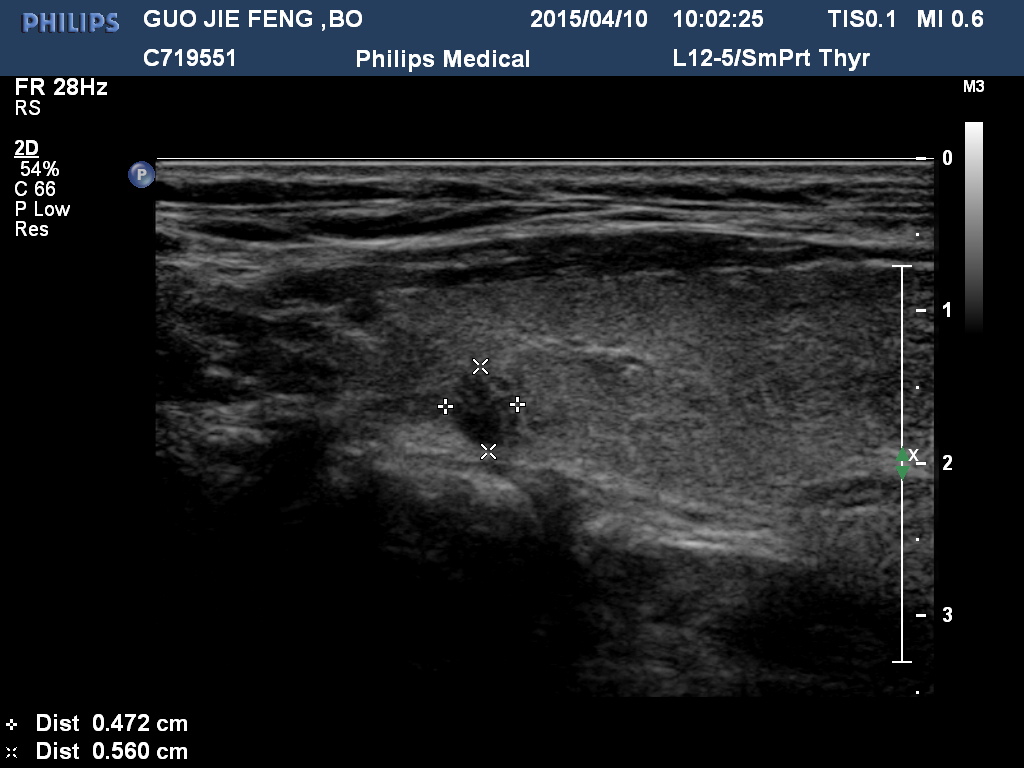 PHILIPS GUO JIE FENG ,BO 2015/04/10 10:02:25 TIS0.1 MI 0.6
C719551 Philips Medical L12-5/SmPrt Thyr
FR 28Hz
RS
M3
2D
54%
C 66
P Low
Res
P
0
1
X
2
3
Dist 0.472 cm
Dist 0.560 cm